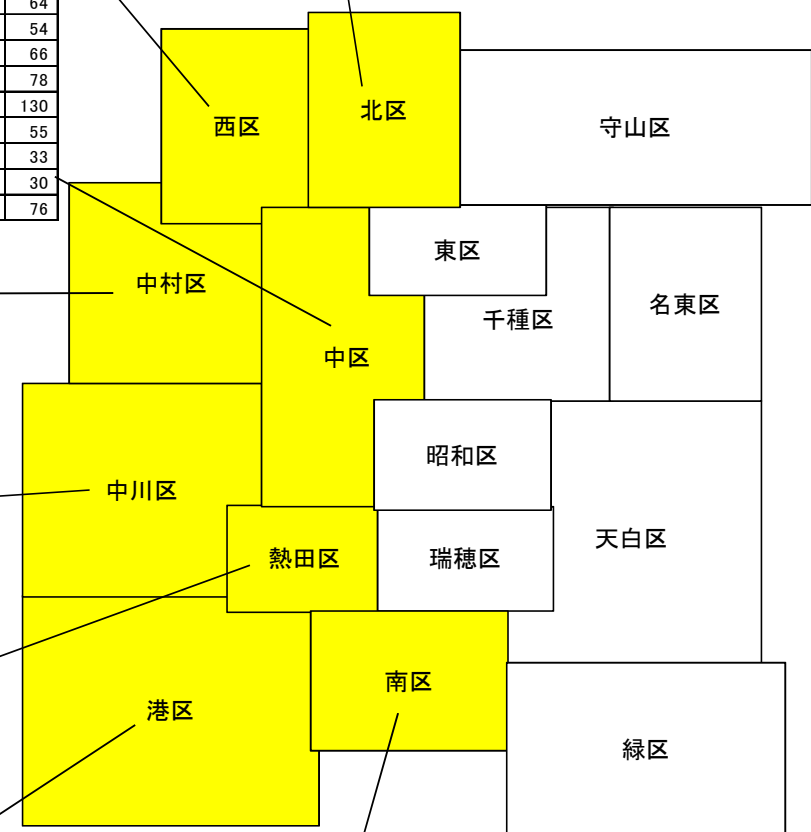 64
54
66
78
130
55
33
30
76
北区
西区
守山区
東区
中村区
名東区
千種区
中区
昭和区
中川区
天白区
熱田区
瑞穂区
南区
港区
緑区